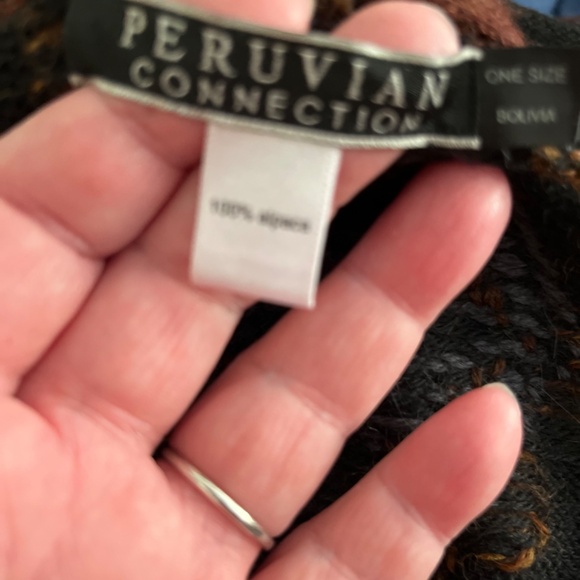 PERUVIAN
CONNECTION
ONE SIZE
BOLIVIA
100% alpaca